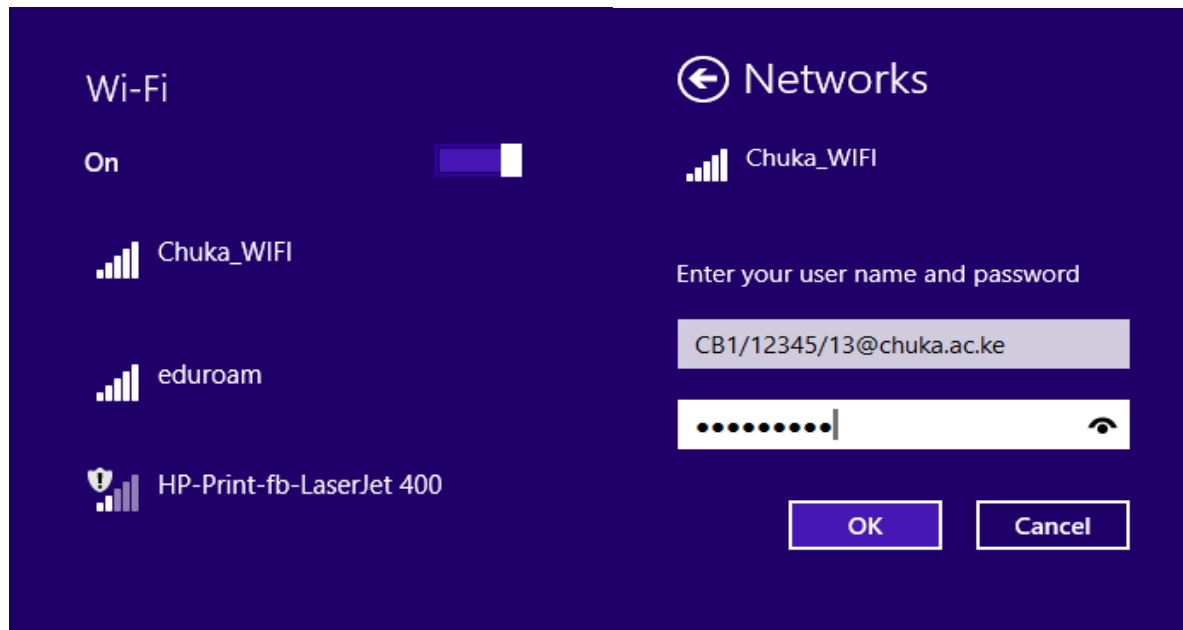 Wi-Fi
On
Chuka_WIFI
eduroam
HP-Print-fb-LaserJet 400
Networks
Chuka_WIFI
Enter your user name and password
CB1/12345/13@chuka.ac.ke
•••••••••
OK
Cancel